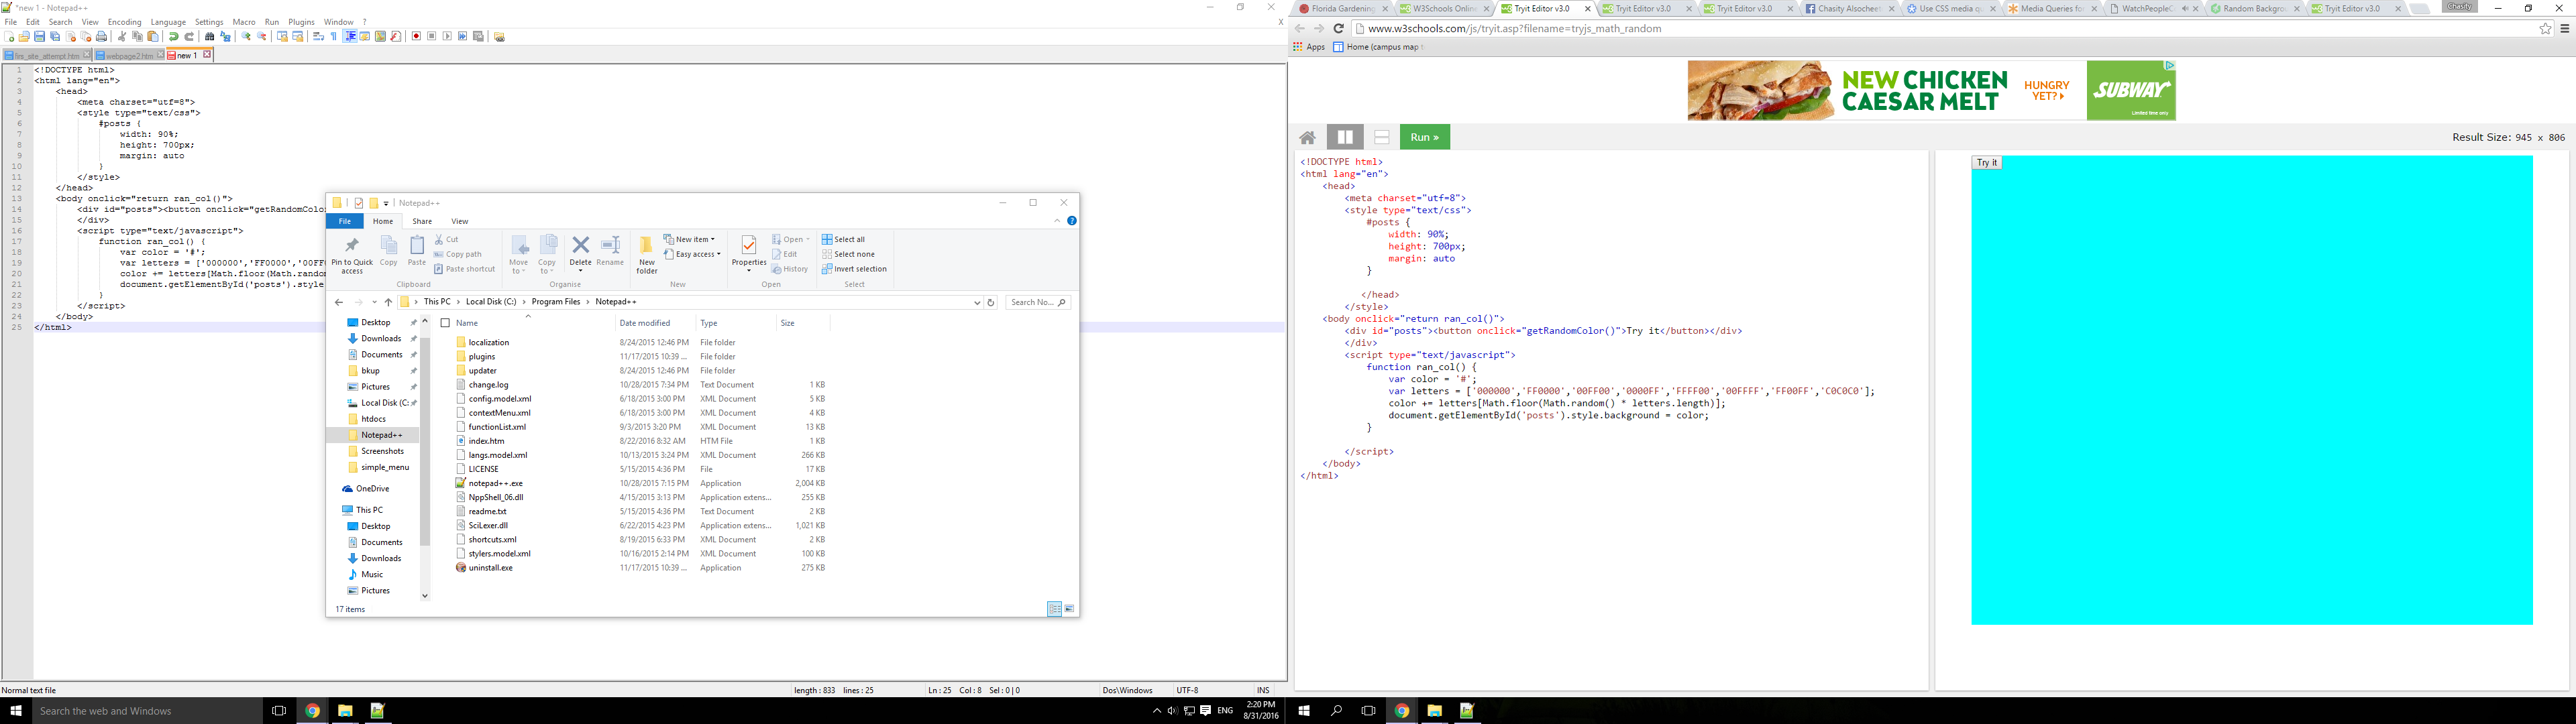 *new 1 - Notepad++
File Edit Search View Encoding Language Settings Macro Run Plugins Window ?
X
webpage2.htm new 1
1 <!DOCTYPE html>
2 <html lang="en">
3 <head>
4 <meta charset="utf=8">
5 <style type="text/css">
6 #posts {
7 width: 90%;
8 height: 700px;
9 margin: auto
10 }
11 </style>
12 </head>
13 <body onclick="return ran_col()">
14 <div id="posts"><button onclick="getRandomColor
15 </div>
16 <script type="text/javascript">
17 function ran_col() {
18 var color = '#';
19 var letters = ['000000','FF0000','00FF0
20 color += letters[Math.floor(Math.random
21 document.getElementById('posts').style
22 }
23 </script>
24 </body>
25 </html>
Notepad++
File Home Share View
Pin to Quick access
Copy
Paste
Cut
Copy path
Paste shortcut
Clipboard
Move to
Copy to
Delete
Rename
Organise
New folder
New item
Easy access
New
Properties
Open
Edit
History
Open
Select all
Select none
Invert selection
Select
This PC > Local Disk (C:) > Program Files > Notepad++
Search No...
Desktop
Downloads
Documents
bkup
Pictures
Local Disk (C:
htdocs
Notepad++
Screenshots
simple_menu
OneDrive
This PC
Desktop
Documents
Downloads
Music
Pictures
Name Date modified Type Size
localization 8/24/2015 12:46 PM File folder
plugins 11/17/2015 10:39 ... File folder
updater 8/24/2015 12:46 PM File folder
change.log 10/28/2015 7:34 PM Text Document 1 KB
config.model.xml 6/18/2015 3:00 PM XML Document 5 KB
contextMenu.xml 6/18/2015 3:00 PM XML Document 4 KB
functionList.xml 9/3/2015 3:20 PM XML Document 13 KB
index.htm 8/22/2016 8:32 AM HTM File 1 KB
langs.model.xml 10/13/2015 3:24 PM XML Document 266 KB
LICENSE 5/15/2015 4:36 PM File 17 KB
notepad++.exe 10/28/2015 7:15 PM Application 2,004 KB
NppShell_06.dll 4/15/2015 3:13 PM Application extens... 255 KB
readme.txt 5/15/2015 4:36 PM Text Document 2 KB
SciLexer.dll 6/22/2015 4:23 PM Application extens... 1,021 KB
shortcuts.xml 8/19/2015 6:33 PM XML Document 2 KB
stylers.model.xml 10/16/2015 2:14 PM XML Document 100 KB
uninstall.exe 11/17/2015 10:39 ... Application 275 KB
17 items
Normal text file length : 833 lines : 25 Ln : 25 Col : 8 Sel : 0 | 0 Dos\Windows UTF-8 INS
Search the web and Windows
ENG
2:20 PM
8/31/2016
Florida Gardening W3Schools Onlin Tryit Editor v3.0 Tryit Editor v3.0 Tryit Editor v3.0 Chasity Alsocheet Use CSS media q Media Queries for WatchPeopleD Random Backgro Tryit Editor v3.0
Chasity
www.w3schools.com/js/tryit.asp?filename=tryjs_math_random
Apps Home (campus map t
NEW CHICKEN CAESAR MELT
HUNGRY YET?
SUBWAY
Limited time only
Run »
Result Size: 945 x 806
<!DOCTYPE html>
<html lang="en">
<head>
<meta charset="utf=8">
<style type="text/css">
#posts {
width: 90%;
height: 700px;
margin: auto
}
</head>
</style>
<body onclick="return ran_col()">
<div id="posts"><button onclick="getRandomColor()">Try it</button></div>
</div>
<script type="text/javascript">
function ran_col() {
var color = '#';
var letters = ['000000','FF0000','00FF00','0000FF','FFFF00','00FFFF','FF00FF','C0C0C0'];
color += letters[Math.floor(Math.random() * letters.length)];
document.getElementById('posts').style.background = color;
}
</script>
</body>
</html>
Try it